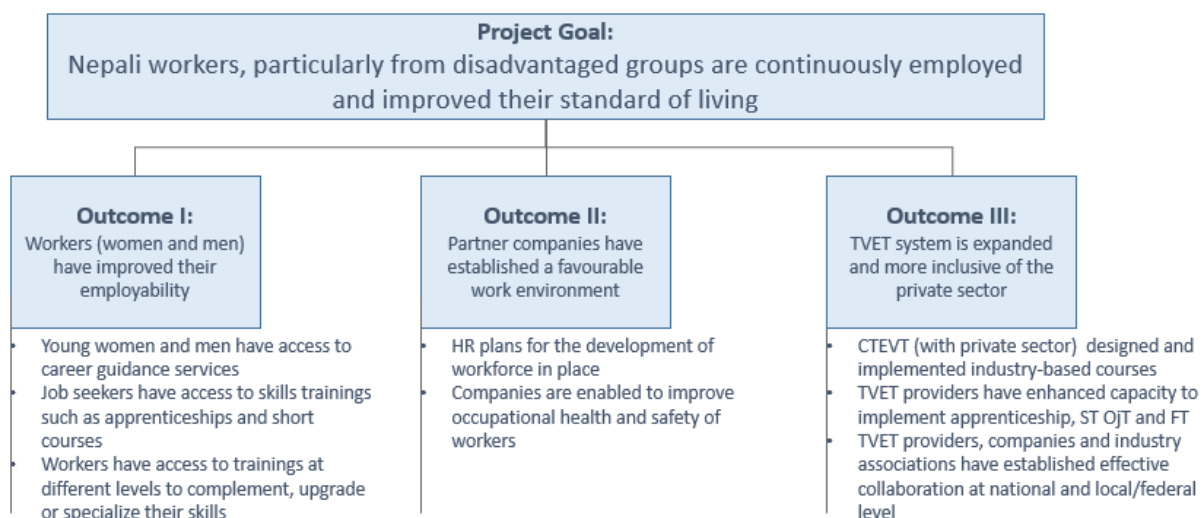 Project Goal:
Nepali workers, particularly from disadvantaged groups are continuously employed
and improved their standard of living
Outcome I:
Workers (women and men)
have improved their
employability
• Young women and men have access to
career guidance services
• Job seekers have access to skills trainings
such as apprenticeships and short
courses
• Workers have access to trainings at
different levels to complement, upgrade
or specialize their skills
Outcome II:
Partner companies have
established a favourable
work environment
• HR plans for the development of
workforce in place
• Companies are enabled to improve
occupational health and safety of
workers
Outcome III:
TVET system is expanded
and more inclusive of the
private sector
• CTEVT (with private sector) designed and
implemented industry-based courses
• TVET providers have enhanced capacity to
implement apprenticeship, ST OjT and FT
• TVET providers, companies and industry
associations have established effective
collaboration at national and local/federal
level